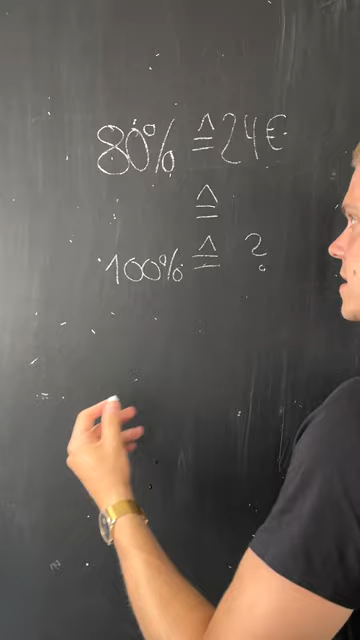 80% ≙ 24€
≙
100% ≙ ?